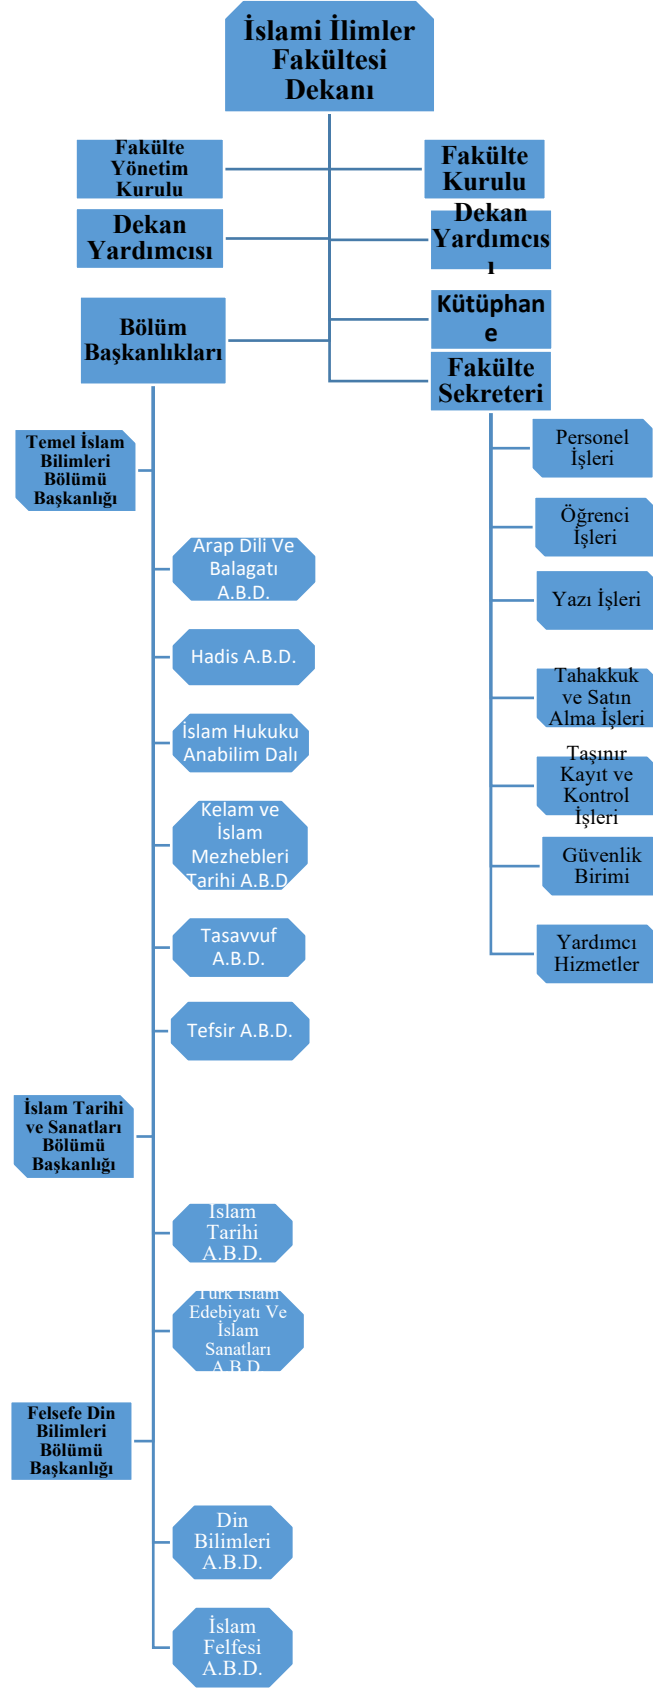 İslami İlimler
Fakültesi
Dekanı
Fakülte
Yönetim
Kurulu
Fakülte
Kurulu
Dekan
Yardımcısı
Dekan
Yardımcıs
ı
Bölüm
Başkanlıkları
Kütüphan
e
Fakülte
Sekreteri
Temel İslam
Bilimleri
Bölümü
Başkanlığı
Arap Dili Ve
Balagatı
A.B.D.
Hadis A.B.D.
İslam Hukuku
Anabilim Dalı
Kelam ve
İslam
Mezhebleri
Tarihi A.B.D
Tasavvuf
A.B.D.
Tefsir A.B.D.
İslam Tarihi
ve Sanatları
Bölümü
Başkanlığı
İslam
Tarihi
A.B.D.
Türk İslam
Edebiyatı Ve
İslam
Sanatları
A.B.D
Felsefe Din
Bilimleri
Bölümü
Başkanlığı
Din
Bilimleri
A.B.D.
İslam
Felfesi
A.B.D.
Personel
İşleri
Öğrenci
İşleri
Yazı İşleri
Tahakkuk
ve Satın
Alma İşleri
Taşınır
Kayıt ve
Kontrol
İşleri
Güvenlik
Birimi
Yardımcı
Hizmetler